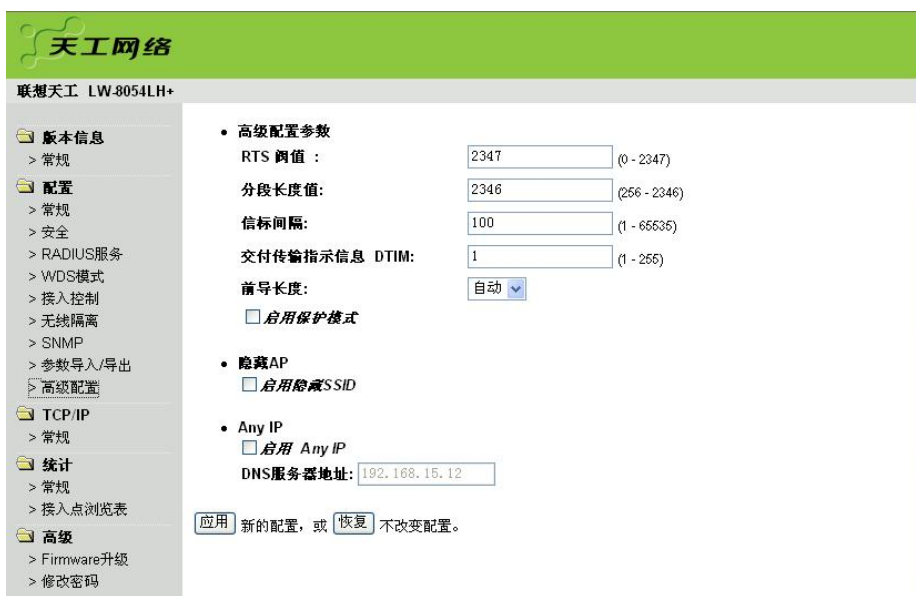 天工网络
联想天工 LW-8054LH+
版本信息
> 常规
配置
> 常规
> 安全
> RADIUS服务
> WDS模式
> 接入控制
> 无线隔离
> SNMP
> 参数导入/导出
> 高级配置
TCP/IP
> 常规
统计
> 常规
> 接入点浏览表
高级
> Firmware升级
> 修改密码
• 高级配置参数
RTS 阀值 : 2347 (0 - 2347)
分段长度值: 2346 (256 - 2346)
信标间隔: 100 (1 - 65535)
交付传输指示信息 DTIM: 1 (1 - 255)
前导长度: 自动
启用保护模式
• 隐藏AP
启用隐藏SSID
• Any IP
启用 Any IP
DNS服务器地址: 192.168.15.12
应用 新的配置，或 恢复 不改变配置。